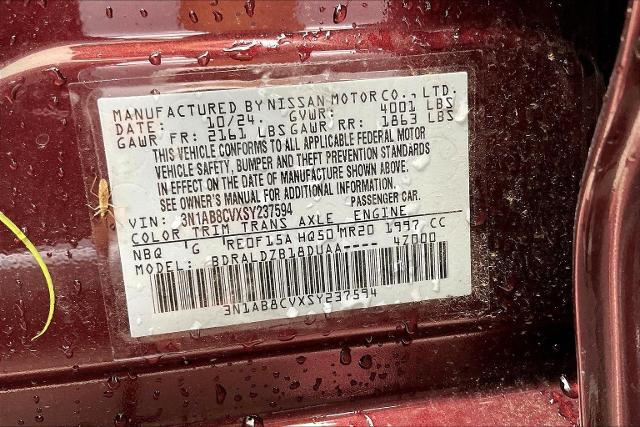 MANUFACTURED BY NISSAN MOTOR CO., LTD.
DATE: 10/24 GVWR: 4001 LBS
GAWR FR: 2161 LBS GAWR RR: 1863 LBS
THIS VEHICLE CONFORMS TO ALL APPLICABLE FEDERAL MOTOR
VEHICLE SAFETY, BUMPER AND THEFT PREVENTION STANDARDS
IN EFFECT ON THE DATE OF MANUFACTURE SHOWN ABOVE.
SEE OWNER'S MANUAL FOR ADDITIONAL INFORMATION.
VIN: 3N1AB8CVXSY237594 PASSENGER CAR.
COLOR TRIM TRANS AXLE ENGINE
NBQ G RE0F15A HQ50 MR20 1997 CC
MODEL: BDRALDZB18DUAA---- 4Z000
3N1AB8CVXSY237594